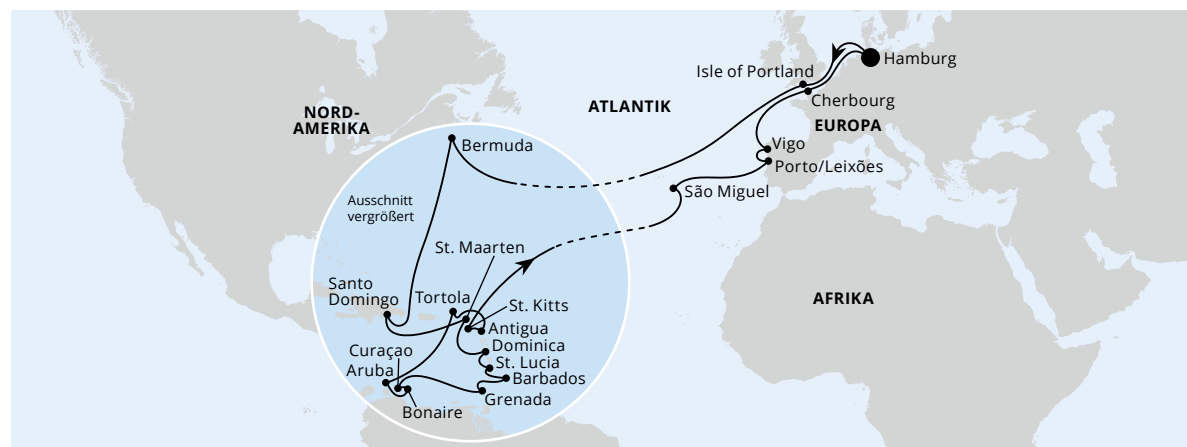 Hamburg
Isle of Portland
Cherbourg
NORD-
AMERIKA
ATLANTIK
EUROPA
Bermuda
Vigo
Porto/Leixões
São Miguel
Ausschnitt
vergrößert
St. Maarten
Santo
Domingo
Tortola
St. Kitts
AFRIKA
Antigua
Dominica
Curaçao
St. Lucia
Aruba
Barbados
Grenada
Bonaire